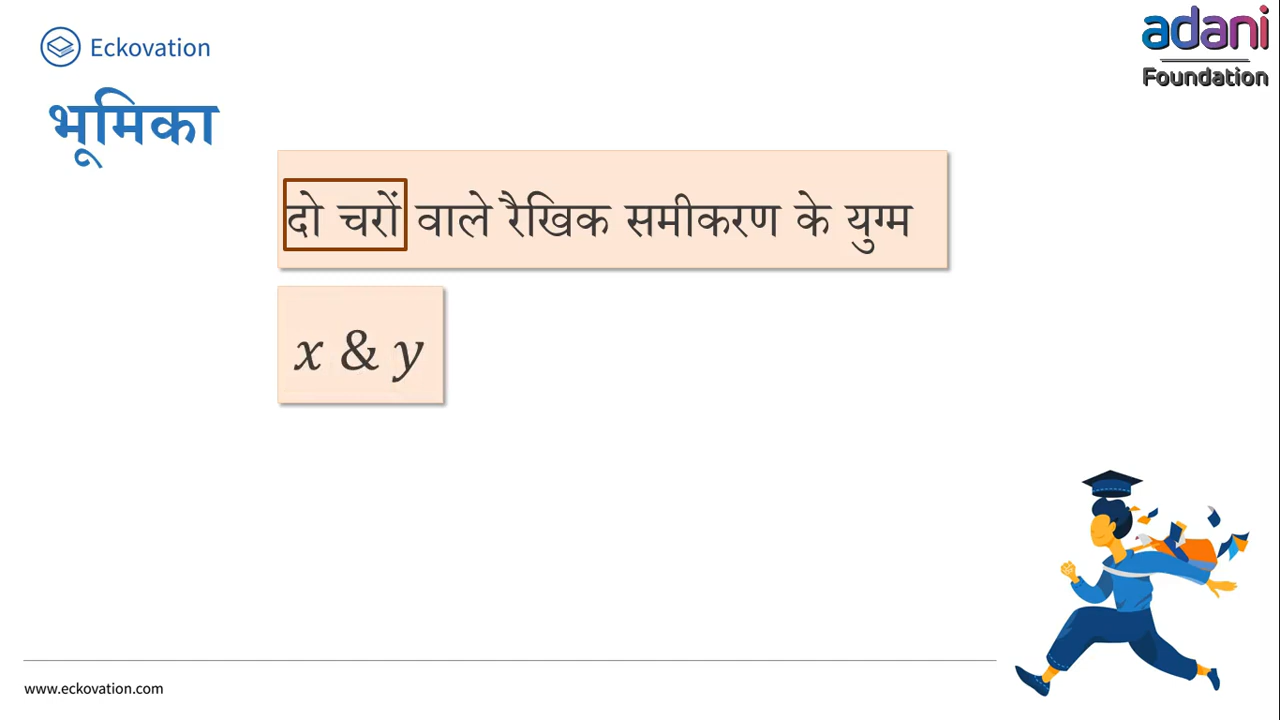 Eckovation
adani
Foundation
भूमिका
दो चरों वाले रैखिक समीकरण के युग्म
x & y
www.eckovation.com